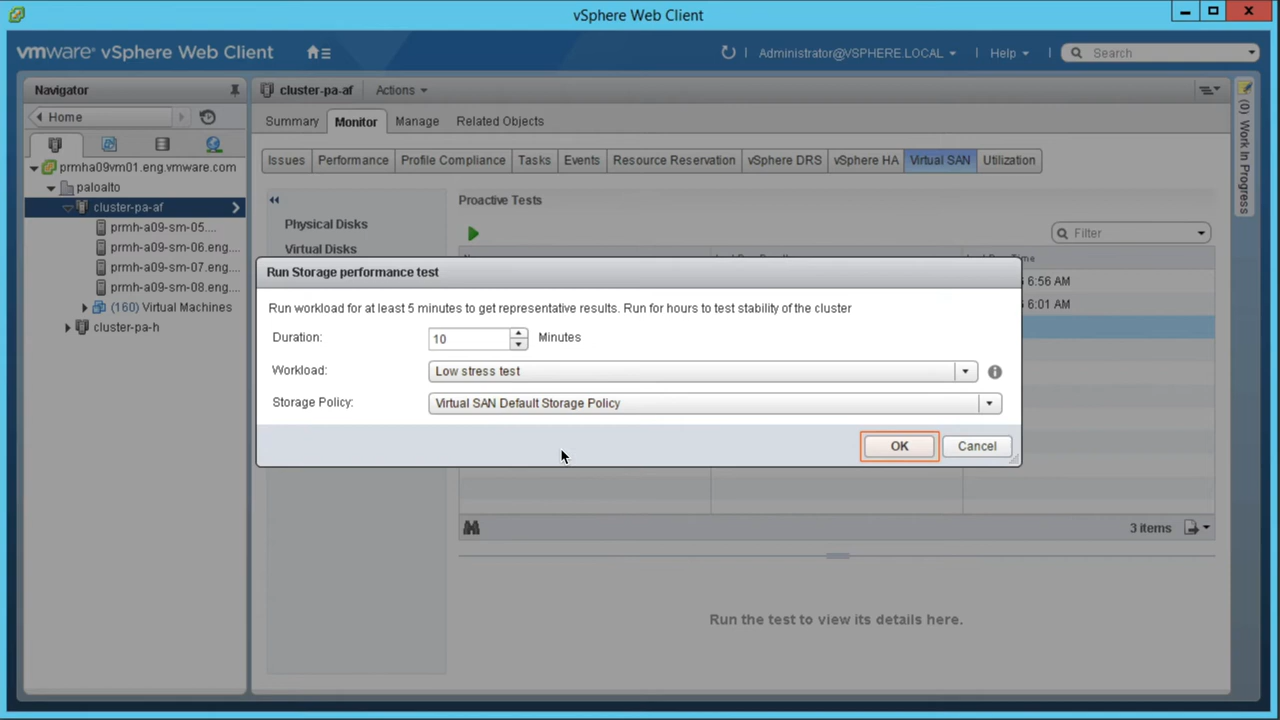 vSphere Web Client
vmware® vSphere Web Client
Administrator@VSPHERE.LOCAL
Help
Search
Navigator
Home
prmha09vm01.eng.vmware.com
paloalto
cluster-pa-af
prmh-a09-sm-05....
prmh-a09-sm-06.eng....
prmh-a09-sm-07.eng....
prmh-a09-sm-08.eng....
(160) Virtual Machines
cluster-pa-h
cluster-pa-af Actions
Summary Monitor Manage Related Objects
Issues Performance Profile Compliance Tasks Events Resource Reservation vSphere DRS vSphere HA Virtual SAN Utilization
Physical Disks
Virtual Disks
Proactive Tests
Filter
6:56 AM
6:01 AM
Run Storage performance test
Run workload for at least 5 minutes to get representative results. Run for hours to test stability of the cluster
Duration: 10 Minutes
Workload: Low stress test
Storage Policy: Virtual SAN Default Storage Policy
OK Cancel
3 items
Run the test to view its details here.
(0) Work In Progress